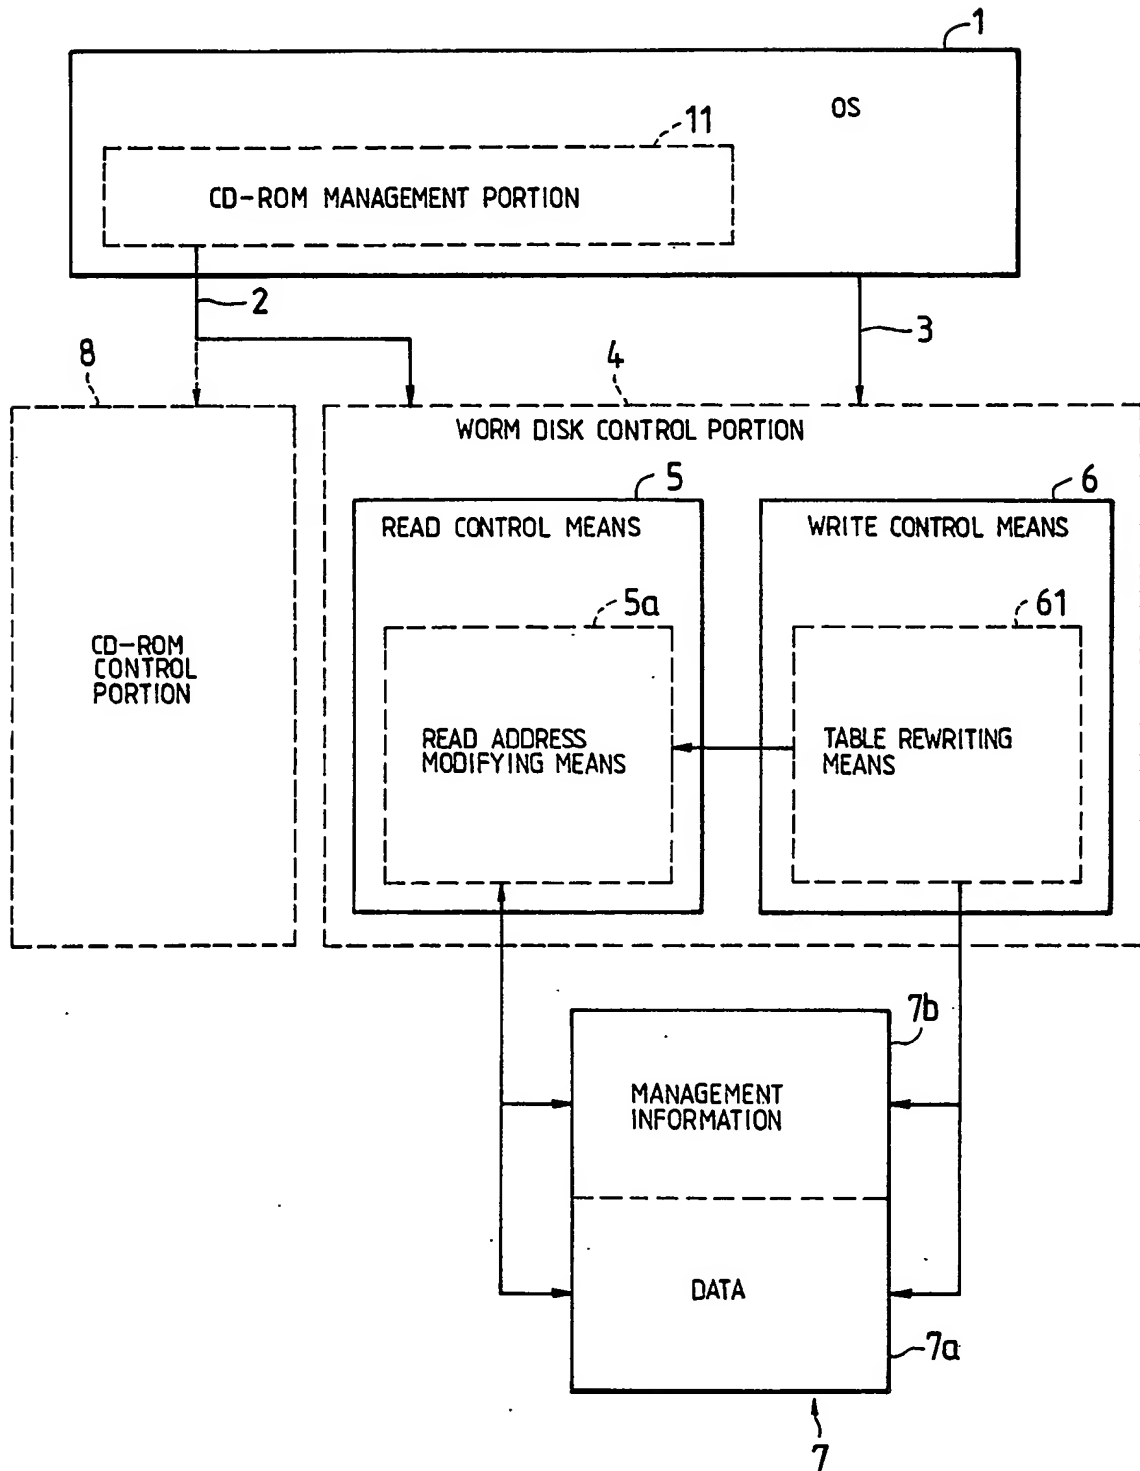 1
OS
11
CD-ROM MANAGEMENT PORTION
2
3
8
4
WORM DISK CONTROL PORTION
5
6
READ CONTROL MEANS
WRITE CONTROL MEANS
5a
61
CD-ROM
CONTROL
PORTION
READ ADDRESS
MODIFYING MEANS
TABLE REWRITING
MEANS
7b
MANAGEMENT
INFORMATION
DATA
7a
7